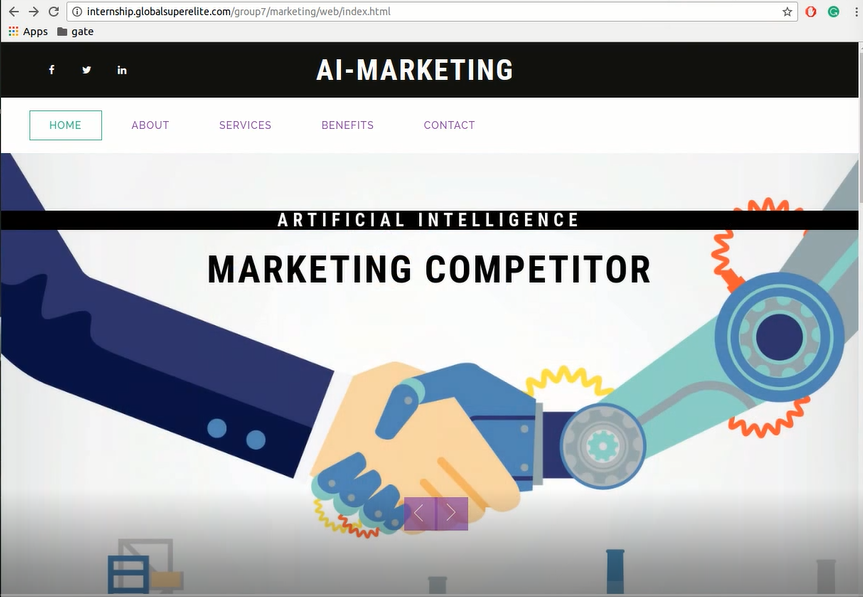 internship.globalsuperelite.com/group7/marketing/web/index.html
Apps gate
AI-MARKETING
HOME ABOUT SERVICES BENEFITS CONTACT
ARTIFICIAL INTELLIGENCE
MARKETING COMPETITOR